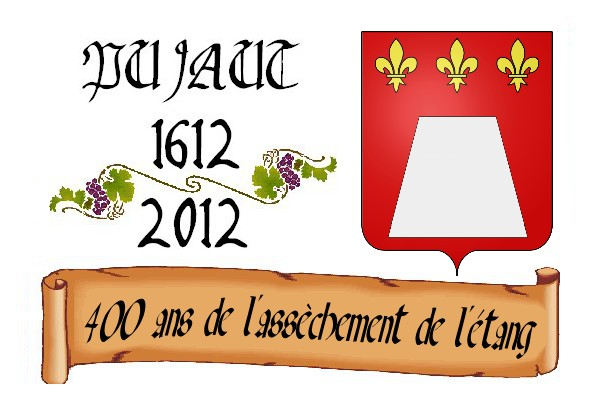 PUJAUT
1612
2012
400 ans de l'assèchement de l'étang